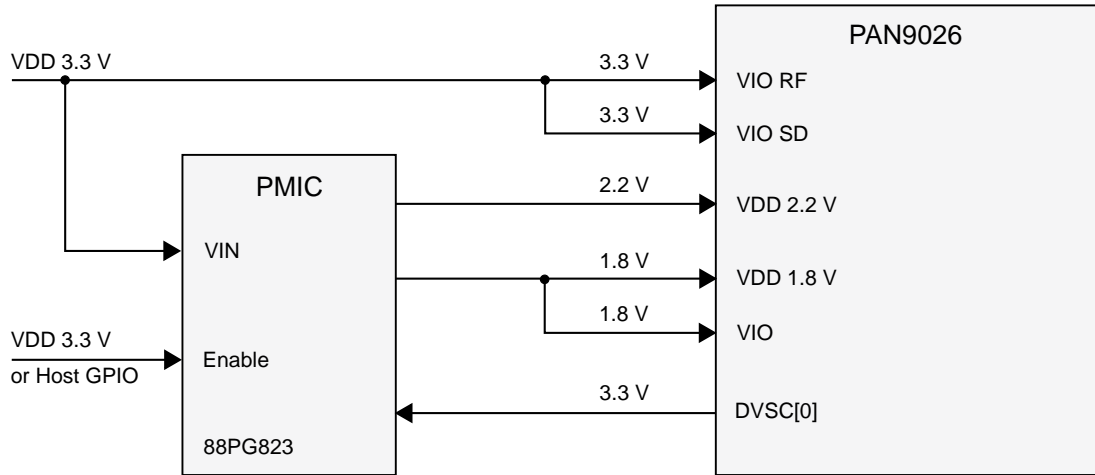 PAN9026
VDD 3.3 V
3.3 V
VIO RF
3.3 V
VIO SD
PMIC
2.2 V
VDD 2.2 V
VIN
1.8 V
VDD 1.8 V
1.8 V
VIO
VDD 3.3 V
or Host GPIO
Enable
3.3 V
DVSC[0]
88PG823